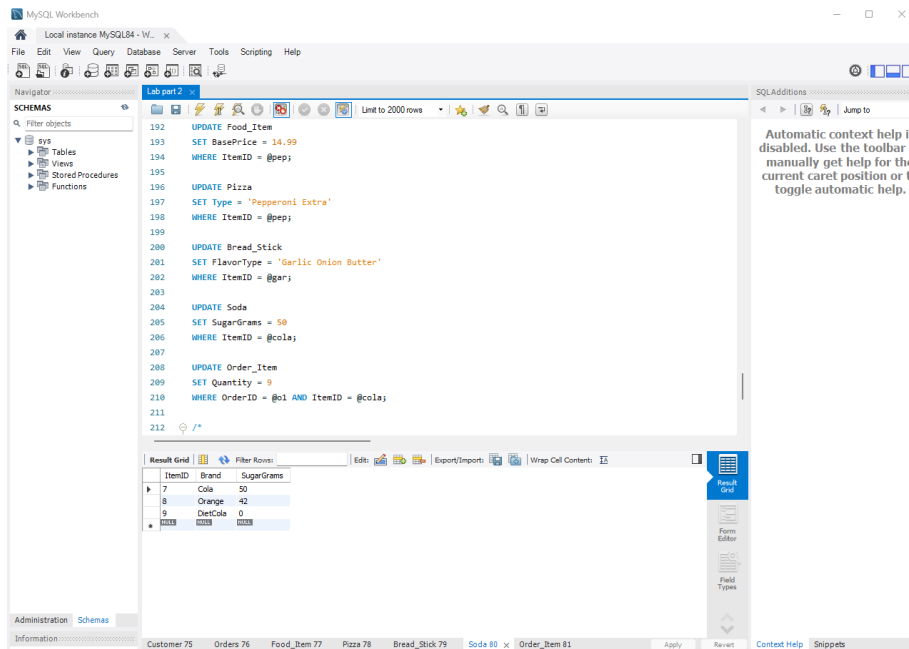 MySQL Workbench
Local instance MySQL84 - W... ×
File Edit View Query Database Server Tools Scripting Help
Navigator
SCHEMAS
Filter objects
sys
Tables
Views
Stored Procedures
Functions
Administration Schemas
Information
Lab part 2 ×
Limit to 2000 rows
192 UPDATE Food_Item
193 SET BasePrice = 14.99
194 WHERE ItemID = @pep;
195
196 UPDATE Pizza
197 SET Type = 'Pepperoni Extra'
198 WHERE ItemID = @pep;
199
200 UPDATE Bread_Stick
201 SET FlavorType = 'Garlic Onion Butter'
202 WHERE ItemID = @gar;
203
204 UPDATE Soda
205 SET SugarGrams = 50
206 WHERE ItemID = @cola;
207
208 UPDATE Order_Item
209 SET Quantity = 9
210 WHERE OrderID = @o1 AND ItemID = @cola;
211
212 /*
Result Grid Filter Rows: Edit: Export/Import: Wrap Cell Content:
ItemID Brand SugarGrams
7 Cola 50
8 Orange 42
9 DietCola 0
NULL NULL NULL
Result Grid
Form Editor
Field Types
Customer 75 Orders 76 Food_Item 77 Pizza 78 Bread_Stick 79 Soda 80 × Order_Item 81 Apply Revert
SQLAdditions
Jump to
Automatic context help i
disabled. Use the toolbar
manually get help for the
current caret position or t
toggle automatic help.
Context Help Snippets